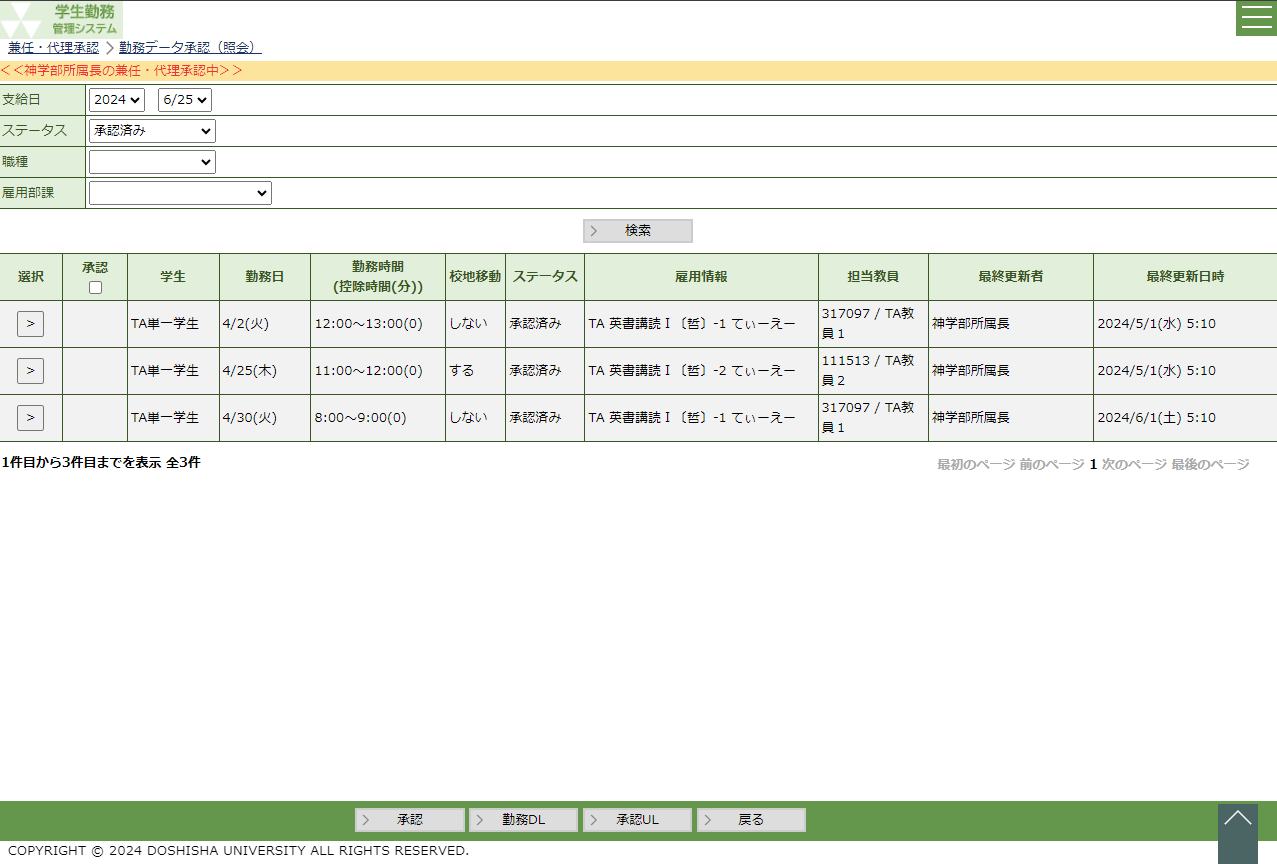 学生勤務
管理システム
兼任・代理承認 > 勤務データ承認（照会）
<<神学部所属長の兼任・代理承認中>>
支給日 2024 6/25
ステータス 承認済み
職種
雇用部課
> 検索
選択 承認 学生 勤務日 勤務時間 (控除時間(分)) 校地移動 ステータス 雇用情報 担当教員 最終更新者 最終更新日時
> TA単一学生 4/2(火) 12:00～13:00(0) しない 承認済み TA 英書講読Ⅰ〔哲〕-1 てぃーえー 317097 / TA教員１ 神学部所属長 2024/5/1(水) 5:10
> TA単一学生 4/25(木) 11:00～12:00(0) する 承認済み TA 英書講読Ⅰ〔哲〕-2 てぃーえー 111513 / TA教員２ 神学部所属長 2024/5/1(水) 5:10
> TA単一学生 4/30(火) 8:00～9:00(0) しない 承認済み TA 英書講読Ⅰ〔哲〕-1 てぃーえー 317097 / TA教員１ 神学部所属長 2024/6/1(土) 5:10
1件目から3件目までを表示 全3件 最初のページ 前のページ 1 次のページ 最後のページ
> 承認 > 勤務DL > 承認UL > 戻る
COPYRIGHT © 2024 DOSHISHA UNIVERSITY ALL RIGHTS RESERVED.